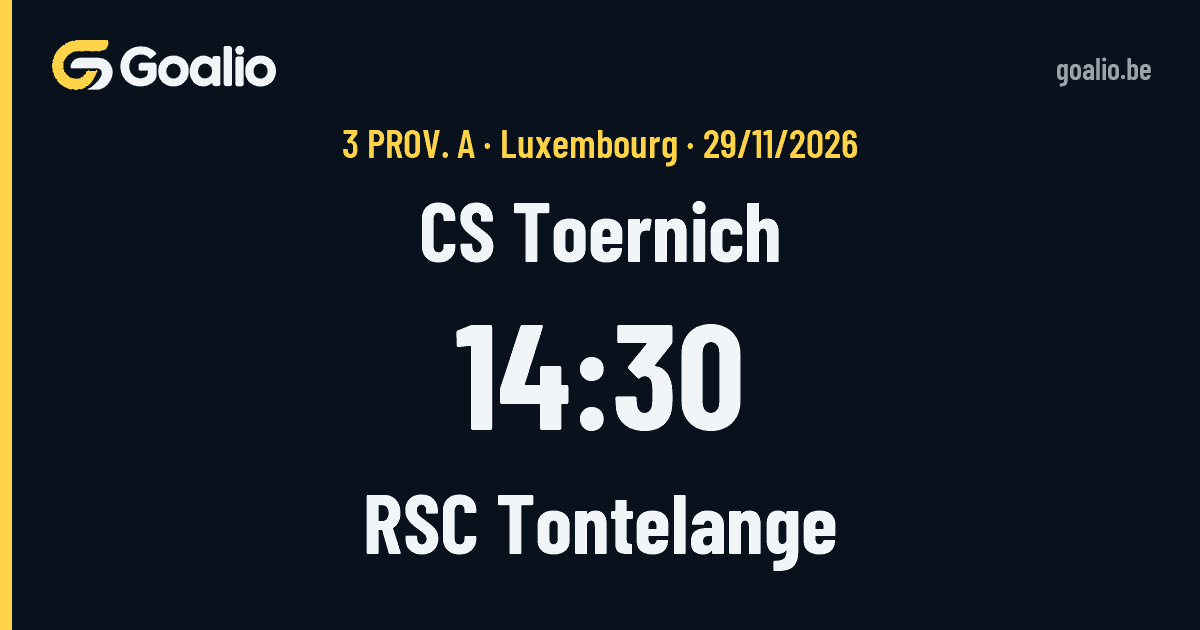 Goalio
goalio.be
3 PROV. A · Luxembourg · 29/11/2026
CS Toernich
14:30
RSC Tontelange